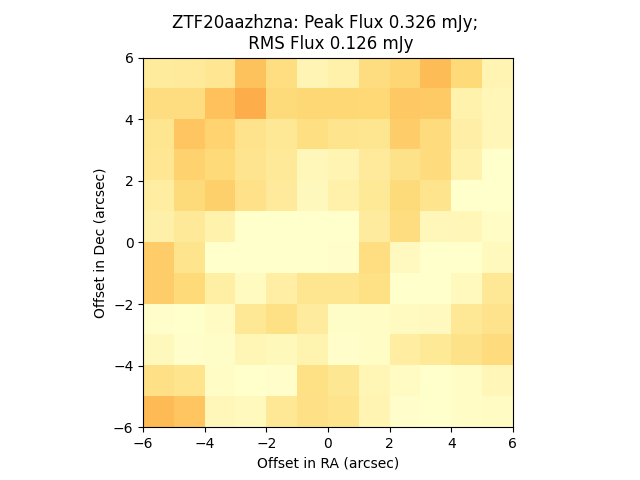 ZTF20aazhzna: Peak Flux 0.326 mJy;
RMS Flux 0.126 mJy
6
4
2
0
−2
−4
−6
Offset in Dec (arcsec)
−6 −4 −2 0 2 4 6
Offset in RA (arcsec)